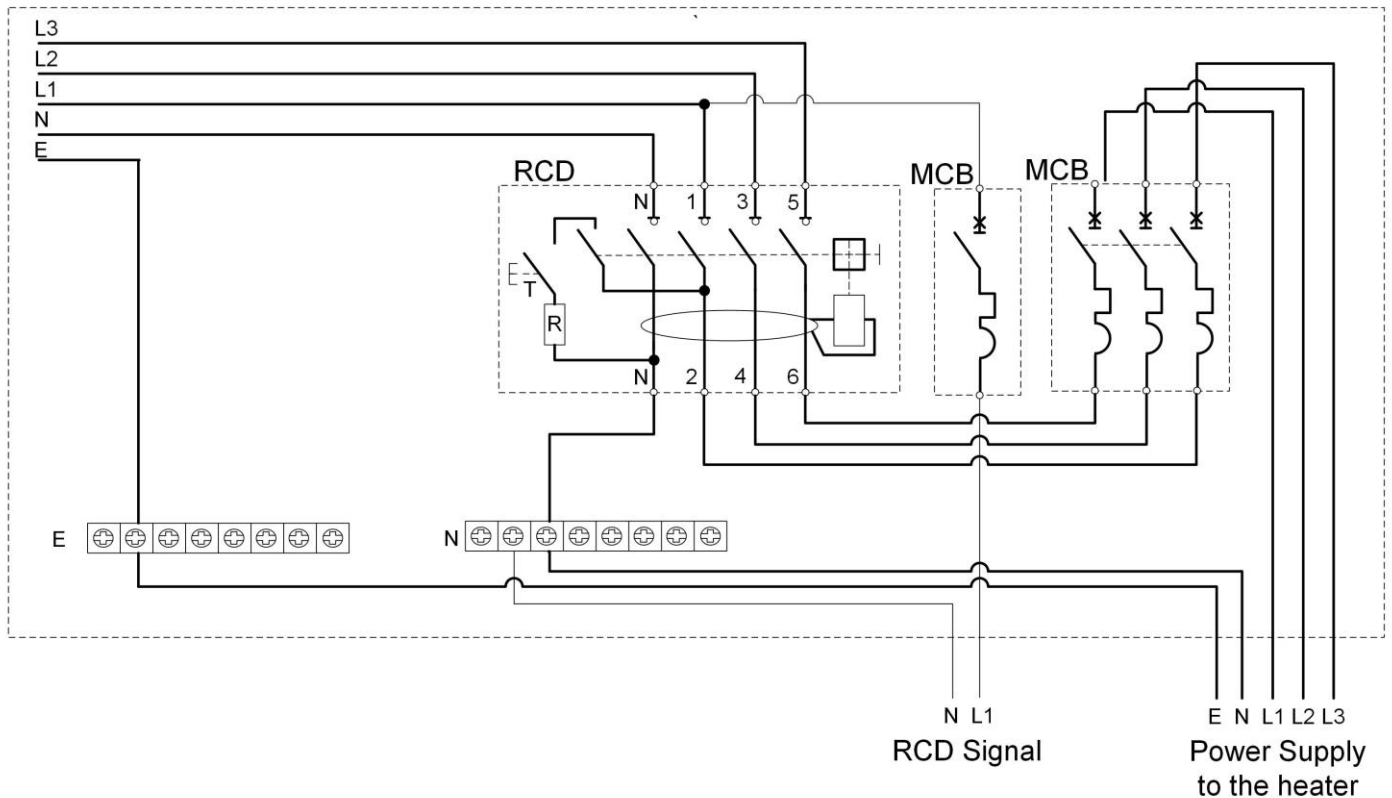 L3
L2
L1
N
E
RCD
MCB
MCB
N 1 3 5
T
R
N 2 4 6
E
N
N L1
RCD Signal
E N L1 L2 L3
Power Supply
to the heater